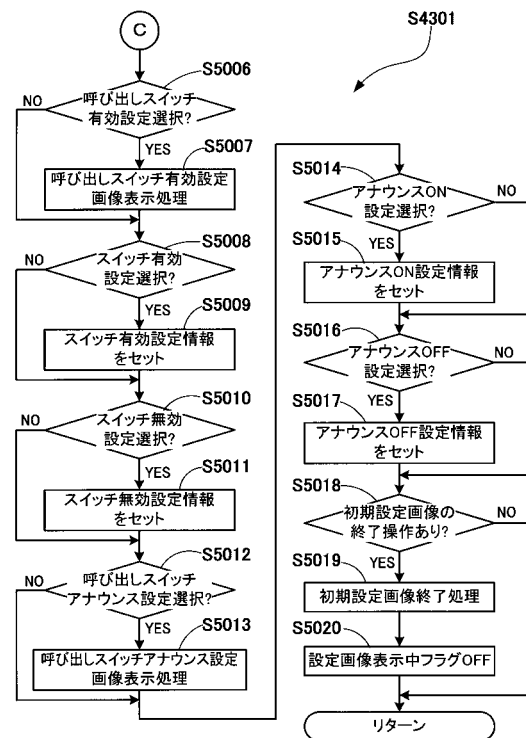 S4301
C
S5006
呼び出しスイッチ
有効設定選択?
NO
YES
S5007
呼び出しスイッチ有効設定
画像表示処理
S5008
スイッチ有効
設定選択?
NO
YES
S5009
スイッチ有効設定情報
をセット
S5010
スイッチ無効
設定選択?
NO
YES
S5011
スイッチ無効設定情報
をセット
S5012
呼び出しスイッチ
アナウンス設定選択?
NO
YES
S5013
呼び出しスイッチアナウンス設定
画像表示処理
S5014
アナウンスON
設定選択?
NO
YES
S5015
アナウンスON設定情報
をセット
S5016
アナウンスOFF
設定選択?
NO
YES
S5017
アナウンスOFF設定情報
をセット
S5018
初期設定画像の
終了操作あり?
NO
YES
S5019
初期設定画像終了処理
S5020
設定画像表示中フラグOFF
リターン